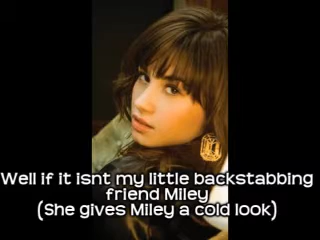 Well if it isnt my little backstabbing
friend Miley
(She gives Miley a cold look)